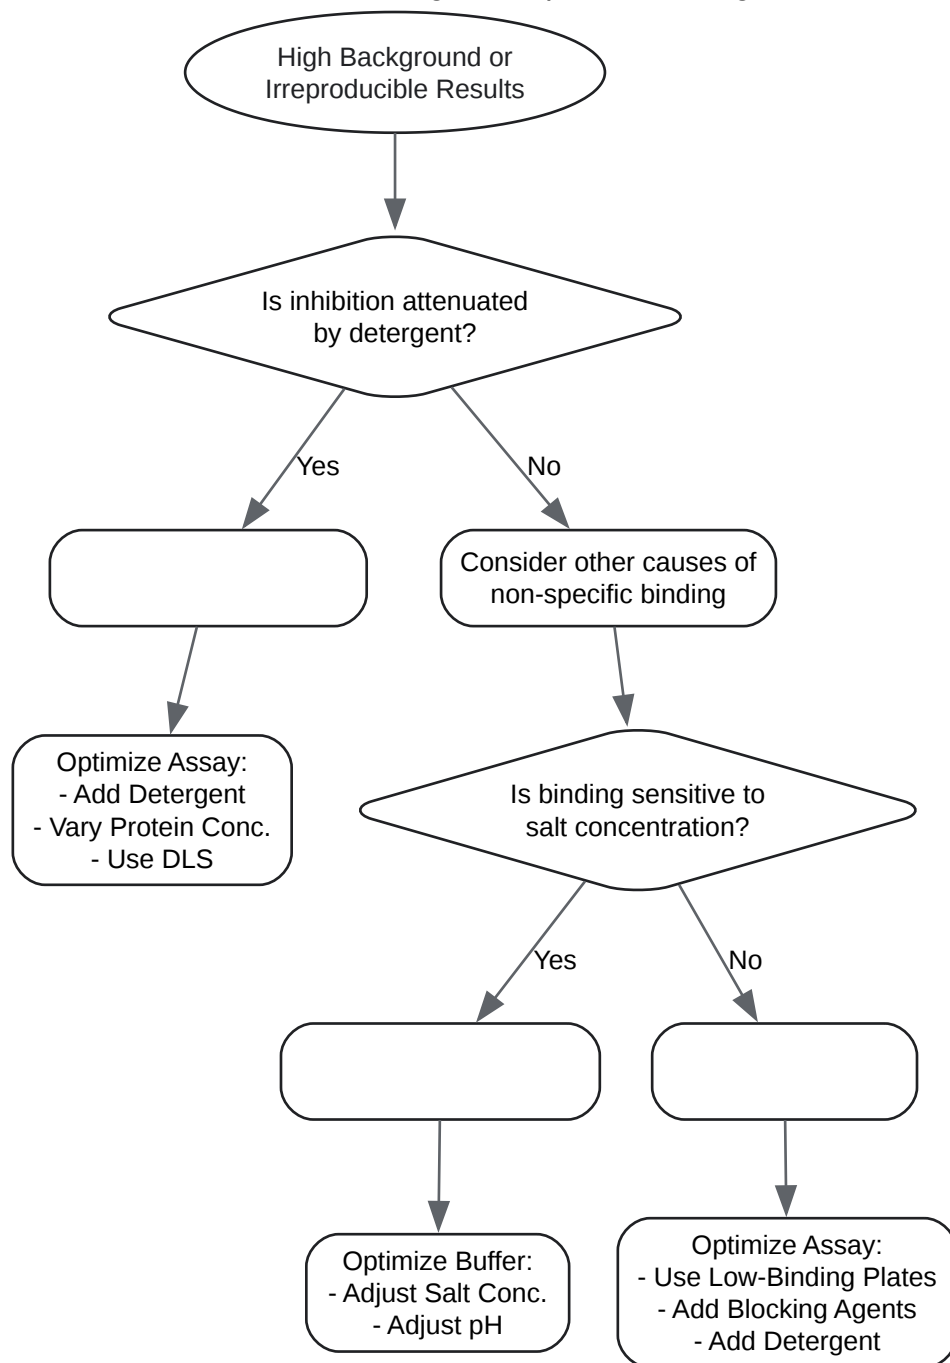 High Background or
Irreproducible Results
Is inhibition attenuated
by detergent?
Yes
No
Consider other causes of
non-specific binding
Optimize Assay:
- Add Detergent
- Vary Protein Conc.
- Use DLS
Is binding sensitive to
salt concentration?
Yes
No
Optimize Buffer:
- Adjust Salt Conc.
- Adjust pH
Optimize Assay:
- Use Low-Binding Plates
- Add Blocking Agents
- Add Detergent